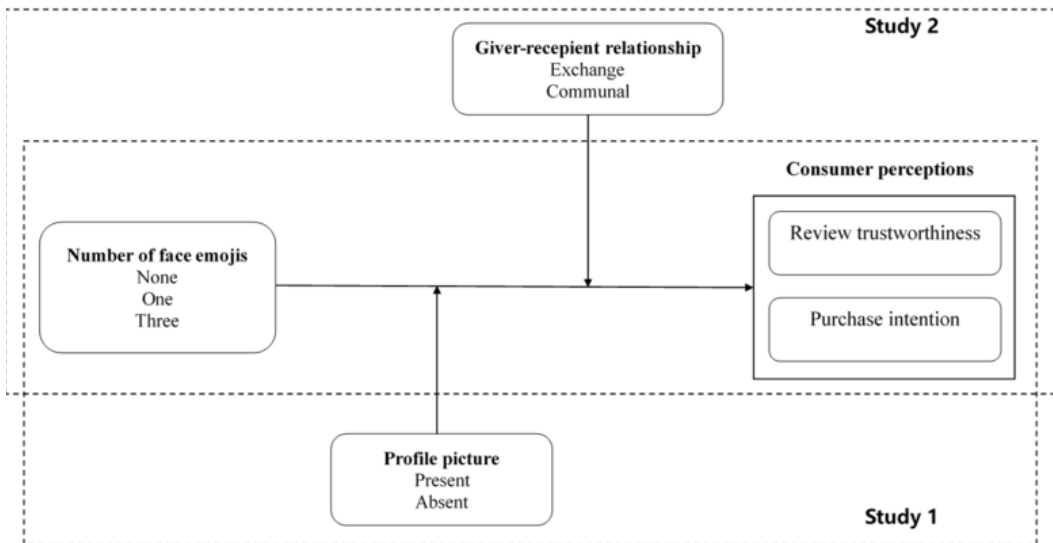 Study 2
Giver-recepient relationship
Exchange
Communal
Consumer perceptions
Review trustworthiness
Number of face emojis
None
One
Three
Purchase intention
Profile picture
Present
Absent
Study 1